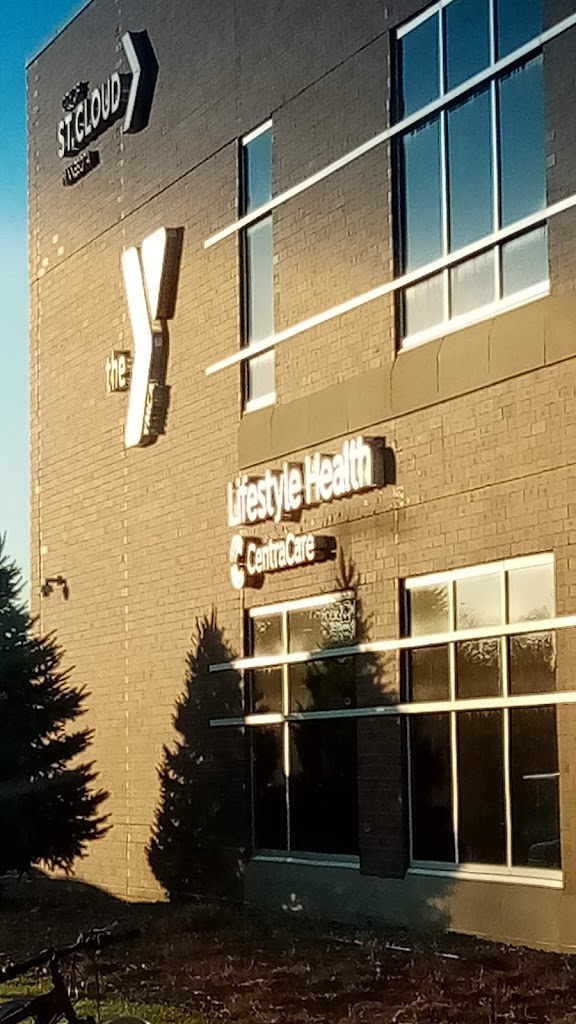 ST. CLOUD
the Y
Lifestyle Health
CentraCare